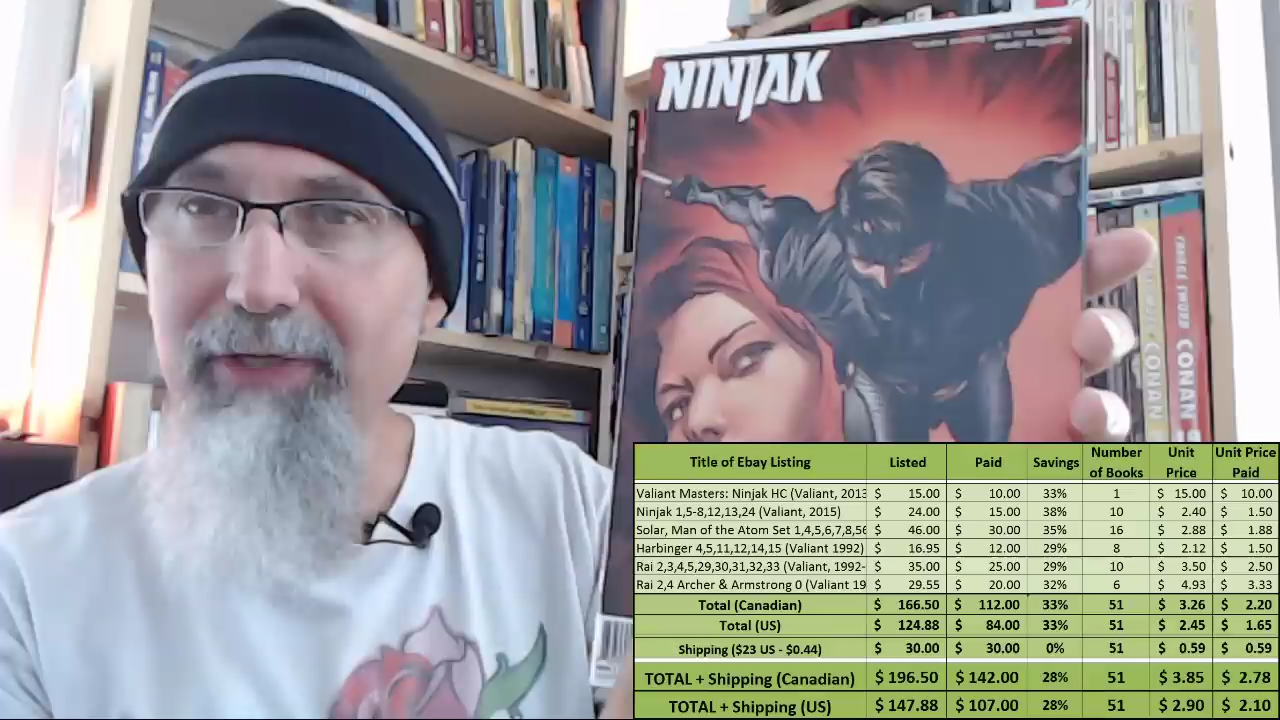 NINJAK
CONAN
CONAN
Title of Ebay Listing Listed Paid Savings Number of Books Unit Price Unit Price Paid
Valiant Masters: Ninjak HC (Valiant, 2013 $ 15.00 $ 10.00 33% 1 $ 15.00 $ 10.00
Ninjak 1,5-8,12,13,24 (Valiant, 2015) $ 24.00 $ 15.00 38% 10 $ 2.40 $ 1.50
Solar, Man of the Atom Set 1,4,5,6,7,8,56 $ 46.00 $ 30.00 35% 16 $ 2.88 $ 1.88
Harbinger 4,5,11,12,14,15 (Valiant 1992) $ 16.95 $ 12.00 29% 8 $ 2.12 $ 1.50
Rai 2,3,4,5,29,30,31,32,33 (Valiant, 1992- $ 35.00 $ 25.00 29% 10 $ 3.50 $ 2.50
Rai 2,4 Archer & Armstrong 0 (Valiant 19 $ 29.55 $ 20.00 32% 6 $ 4.93 $ 3.33
Total (Canadian) $ 166.50 $ 112.00 33% 51 $ 3.26 $ 2.20
Total (US) $ 124.88 $ 84.00 33% 51 $ 2.45 $ 1.65
Shipping ($23 US - $0.44) $ 30.00 $ 30.00 0% 51 $ 0.59 $ 0.59
TOTAL + Shipping (Canadian) $ 196.50 $ 142.00 28% 51 $ 3.85 $ 2.78
TOTAL + Shipping (US) $ 147.88 $ 107.00 28% 51 $ 2.90 $ 2.10